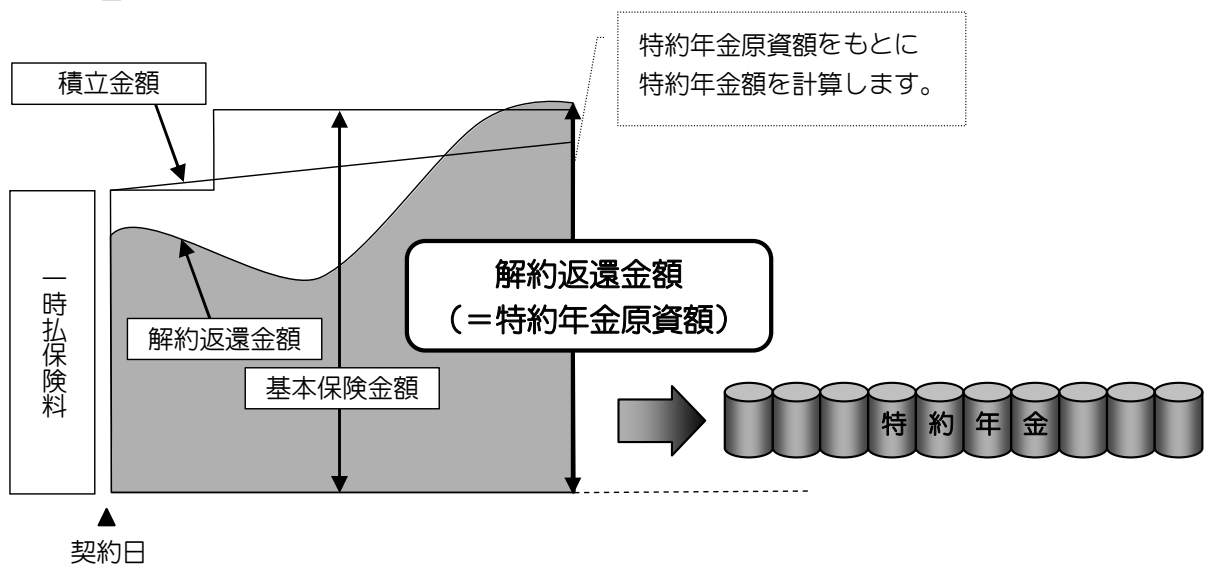 特約年金原資額をもとに
特約年金額を計算します。
積立金額
一時払保険料
解約返還金額
（＝特約年金原資額）
解約返還金額
基本保険金額
特約年金
▲
契約日